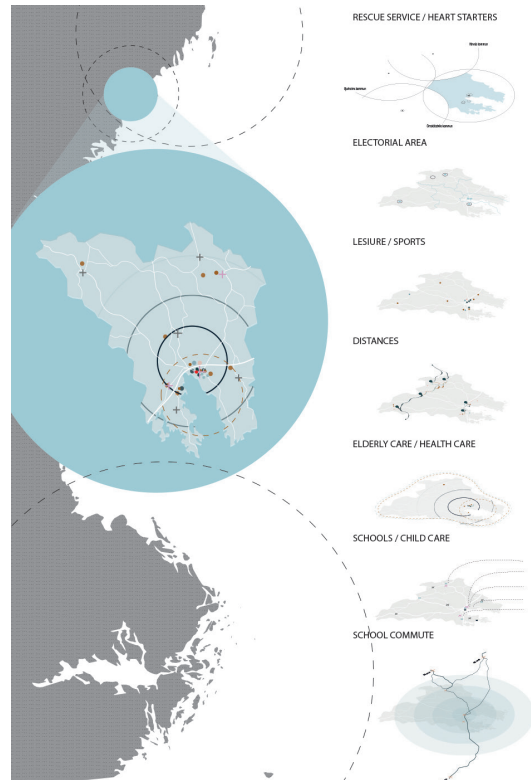 RESCUE SERVICE / HEART STARTERS
ELECTORIAL AREA
LESIURE / SPORTS
DISTANCES
ELDERLY CARE / HEALTH CARE
SCHOOLS / CHILD CARE
SCHOOL COMMUTE